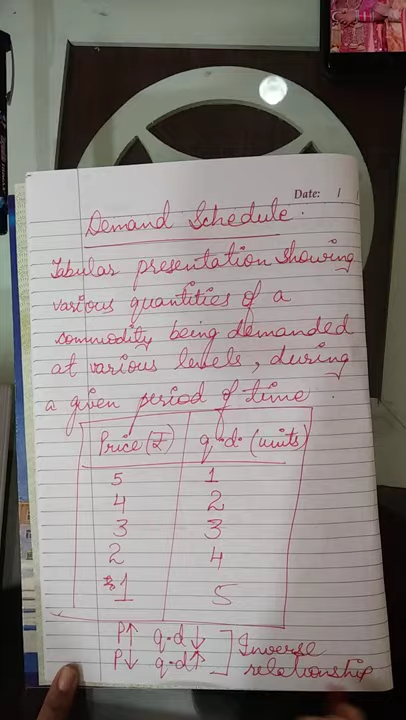 Date: /
Demand Schedule.
Tabular presentation showing
various quantities of a
commodity being demanded
at various levels, during
a given period of time.
Price (₹) q.d. (units)
5 1
4 2
3 3
2 4
1 5
P↑ q.d↓
P↓ q.d↑
Inverse
relationship